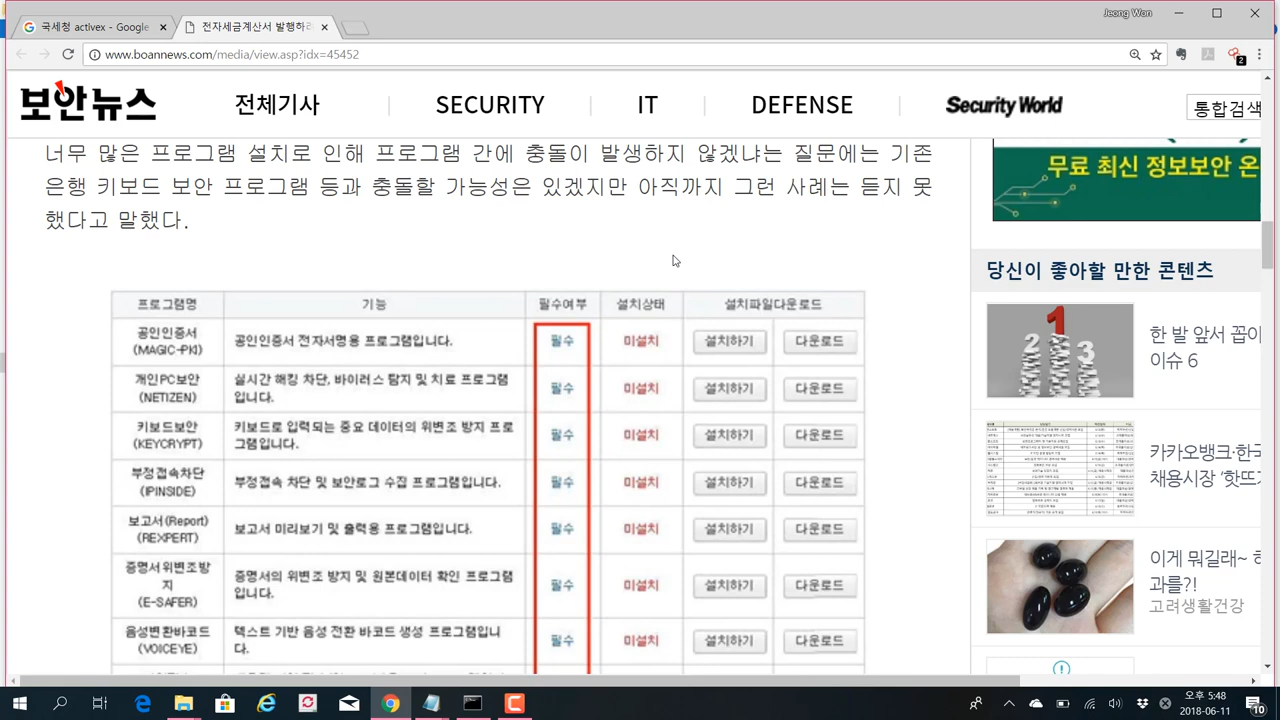 Jeong Won
국세청 activex - Google
전자세금계산서 발행하려
www.boannews.com/media/view.asp?idx=45452
2
보안뉴스
전체기사
SECURITY
IT
DEFENSE
Security World
통합검색
너무 많은 프로그램 설치로 인해 프로그램 간에 충돌이 발생하지 않겠냐는 질문에는 기존
은행 키보드 보안 프로그램 등과 충돌할 가능성은 있겠지만 아직까지 그런 사례는 듣지 못
했다고 말했다.
무료 최신 정보보안 온
당신이 좋아할 만한 콘텐츠
2 1 3
한 발 앞서 꼽아
이슈 6
카카오뱅크·한국
채용시장 '핫뜨거
이게 뭐길래~
과를?!
고려생활건강
프로그램명 기능 필수여부 설치상태 설치파일다운로드
공인인증서
(MAGIC-PKI)
공인인증서 전자서명용 프로그램입니다.
필수 미설치 설치하기 다운로드
개인PC보안
(NETIZEN)
실시간 해킹 차단, 바이러스 탐지 및 치료 프로그램
입니다.
필수 미설치 설치하기 다운로드
키보드보안
(KEYCRYPT)
키보드로 입력되는 중요 데이터의 위변조 방지 프로
그램입니다.
필수 미설치 설치하기 다운로드
부정접속차단
(IPINSIDE)
부정접속 차단 및 보안로그 수집 프로그램입니다.
필수 미설치 설치하기 다운로드
보고서(Report)
(REXPERT)
보고서 미리보기 및 출력용 프로그램입니다.
필수 미설치 설치하기 다운로드
증명서위변조방
지
(E-SAFER)
증명서의 위변조 방지 및 원본데이터 확인 프로그램
입니다.
필수 미설치 설치하기 다운로드
음성변환바코드
(VOICEYE)
텍스트 기반 음성 전환 바코드 생성 프로그램입니
다.
필수 미설치 설치하기 다운로드
오후 5:48
2018-06-11
10